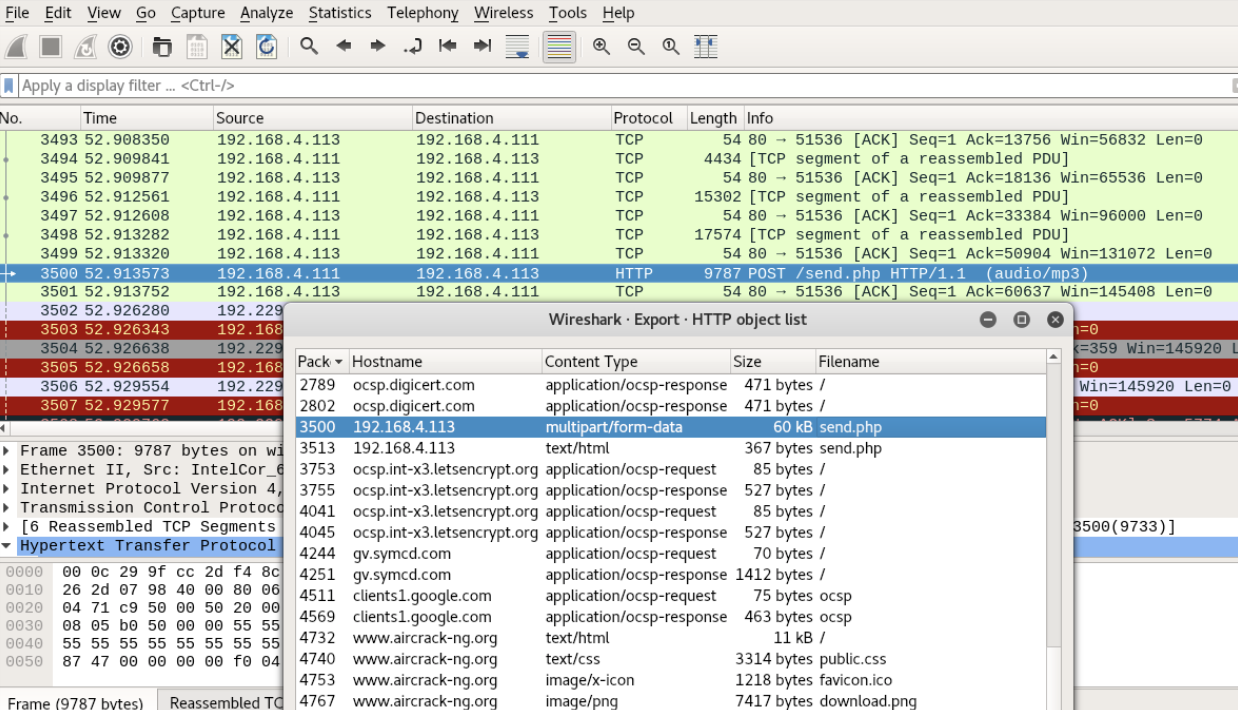 File Edit View Go Capture Analyze Statistics Telephony Wireless Tools Help
Apply a display filter ... <Ctrl-/>
No. Time Source Destination Protocol Length Info
3493 52.908350 192.168.4.113 192.168.4.111 TCP 54 80 → 51536 [ACK] Seq=1 Ack=13756 Win=56832 Len=0
3494 52.909841 192.168.4.111 192.168.4.113 TCP 4434 [TCP segment of a reassembled PDU]
3495 52.909877 192.168.4.113 192.168.4.111 TCP 54 80 → 51536 [ACK] Seq=1 Ack=18136 Win=65536 Len=0
3496 52.912561 192.168.4.111 192.168.4.113 TCP 15302 [TCP segment of a reassembled PDU]
3497 52.912608 192.168.4.113 192.168.4.111 TCP 54 80 → 51536 [ACK] Seq=1 Ack=33384 Win=96000 Len=0
3498 52.913282 192.168.4.111 192.168.4.113 TCP 17574 [TCP segment of a reassembled PDU]
3499 52.913320 192.168.4.113 192.168.4.111 TCP 54 80 → 51536 [ACK] Seq=1 Ack=50904 Win=131072 Len=0
3500 52.913573 192.168.4.111 192.168.4.113 HTTP 9787 POST /send.php HTTP/1.1 (audio/mp3)
3501 52.913752 192.168.4.113 192.168.4.111 TCP 54 80 → 51536 [ACK] Seq=1 Ack=60637 Win=145408 Len=0
3502 52.926280 192.229
3503 52.926343 192.168 n=0
3504 52.926638 192.229 k=359 Win=145920 L
3505 52.926658 192.168 n=0
3506 52.929554 192.229 Win=145920 Len=0
3507 52.929577 192.168 n=0
Wireshark · Export · HTTP object list
Pack Hostname Content Type Size Filename
2789 ocsp.digicert.com application/ocsp-response 471 bytes /
2802 ocsp.digicert.com application/ocsp-response 471 bytes /
3500 192.168.4.113 multipart/form-data 60 kB send.php
3513 192.168.4.113 text/html 367 bytes send.php
3753 ocsp.int-x3.letsencrypt.org application/ocsp-request 85 bytes /
3755 ocsp.int-x3.letsencrypt.org application/ocsp-response 527 bytes /
4041 ocsp.int-x3.letsencrypt.org application/ocsp-request 85 bytes /
4045 ocsp.int-x3.letsencrypt.org application/ocsp-response 527 bytes /
4244 gv.symcd.com application/ocsp-request 70 bytes /
4251 gv.symcd.com application/ocsp-response 1412 bytes /
4511 clients1.google.com application/ocsp-request 75 bytes ocsp
4569 clients1.google.com application/ocsp-response 463 bytes ocsp
4732 www.aircrack-ng.org text/html 11 kB /
4740 www.aircrack-ng.org text/css 3314 bytes public.css
4753 www.aircrack-ng.org image/x-icon 1218 bytes favicon.ico
4767 www.aircrack-ng.org image/png 7417 bytes download.png
Frame 3500: 9787 bytes on wi
Ethernet II, Src: IntelCor_6
Internet Protocol Version 4,
Transmission Control Protoco
[6 Reassembled TCP Segments 3500(9733)]
Hypertext Transfer Protocol
0000 00 0c 29 9f cc 2d f4 8c
0010 26 2d 07 98 40 00 80 06
0020 04 71 c9 50 00 50 20 00
0030 08 05 b0 50 00 00 55 55
0040 55 55 55 55 55 55 55 55
0050 87 47 00 00 00 00 f0 04
Frame (9787 bytes) Reassembled TC